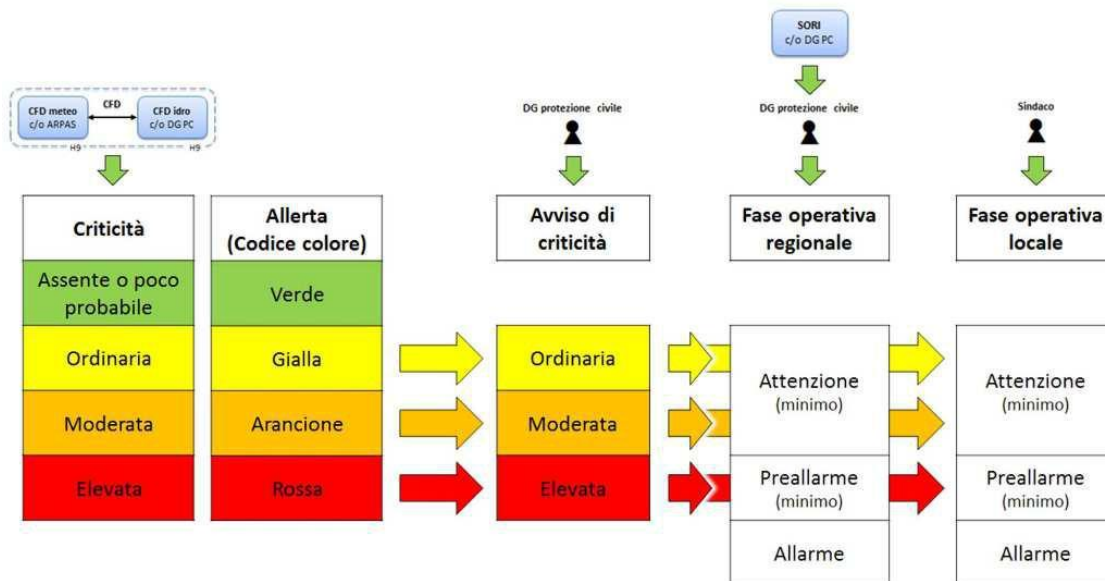 SORI
c/o DG PC
CFD meteo
c/o ARPAS
CFD
CFD idro
c/o DG PC
H9
H9
DG protezione civile
DG protezione civile
Sindaco
Criticità
Allerta
(Codice colore)
Avviso di
criticità
Fase operativa
regionale
Fase operativa
locale
Assente o poco
probabile
Verde
Ordinaria
Gialla
Ordinaria
Attenzione
(minimo)
Attenzione
(minimo)
Moderata
Arancione
Moderata
Elevata
Rossa
Elevata
Preallarme
(minimo)
Preallarme
(minimo)
Allarme
Allarme